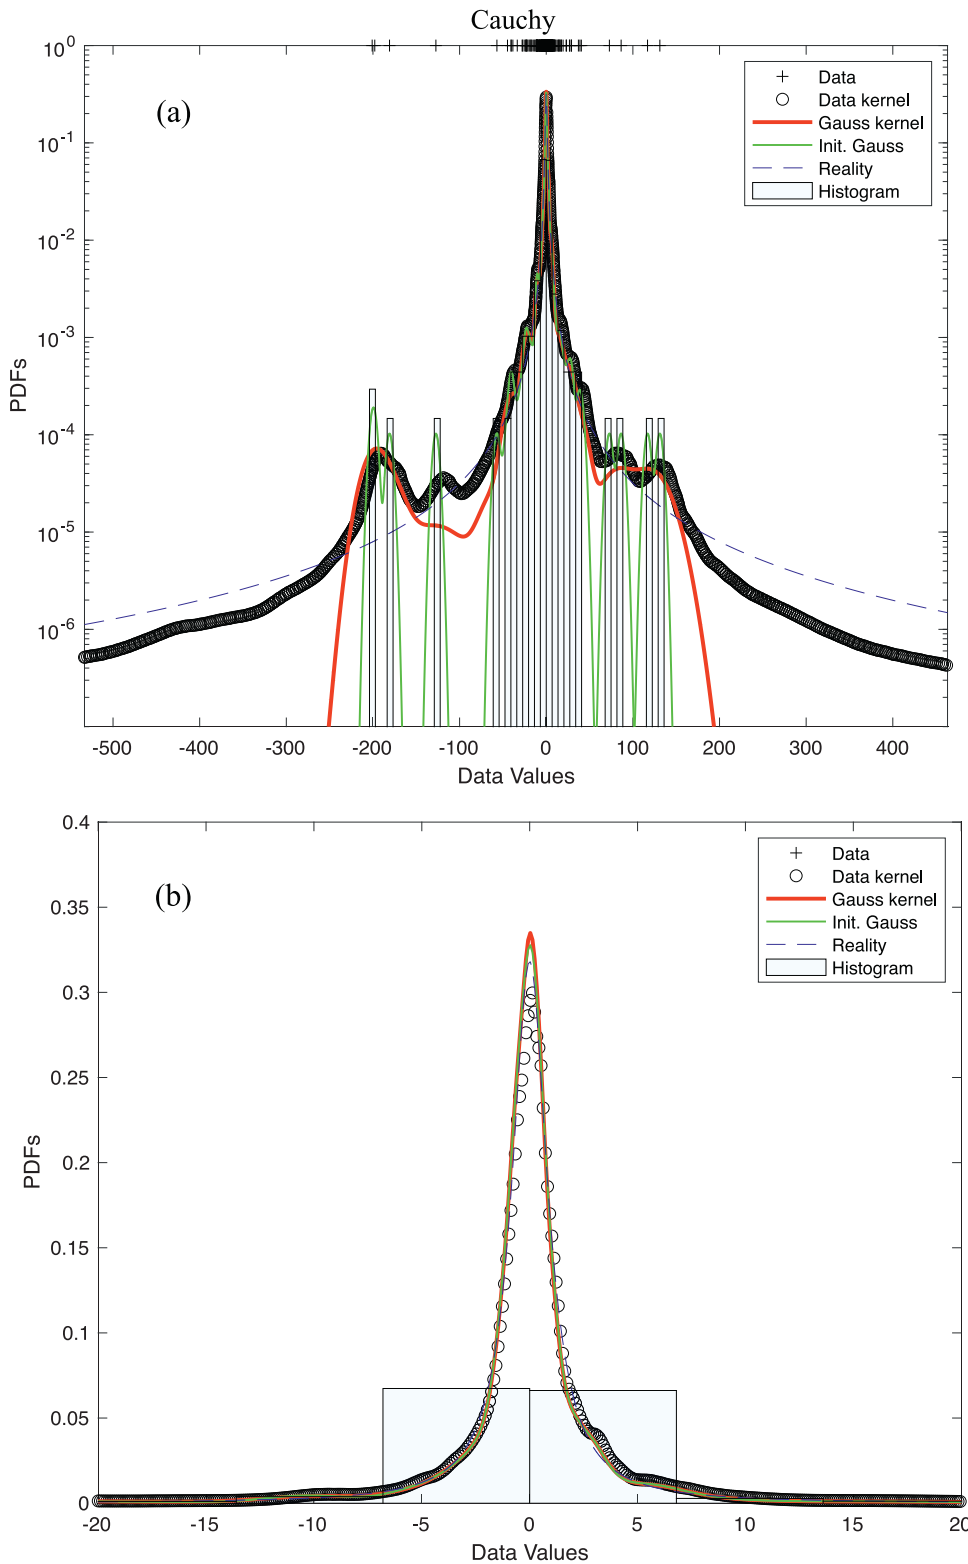 Cauchy
(a)
Data
Data kernel
Gauss kernel
Init. Gauss
Reality
Histogram
PDFs
10^0
10^-1
10^-2
10^-3
10^-4
10^-5
10^-6
-500 -400 -300 -200 -100 0 100 200 300 400
Data Values
(b)
Data
Data kernel
Gauss kernel
Init. Gauss
Reality
Histogram
PDFs
0.4
0.35
0.3
0.25
0.2
0.15
0.1
0.05
0
-20 -15 -10 -5 0 5 10 15 20
Data Values